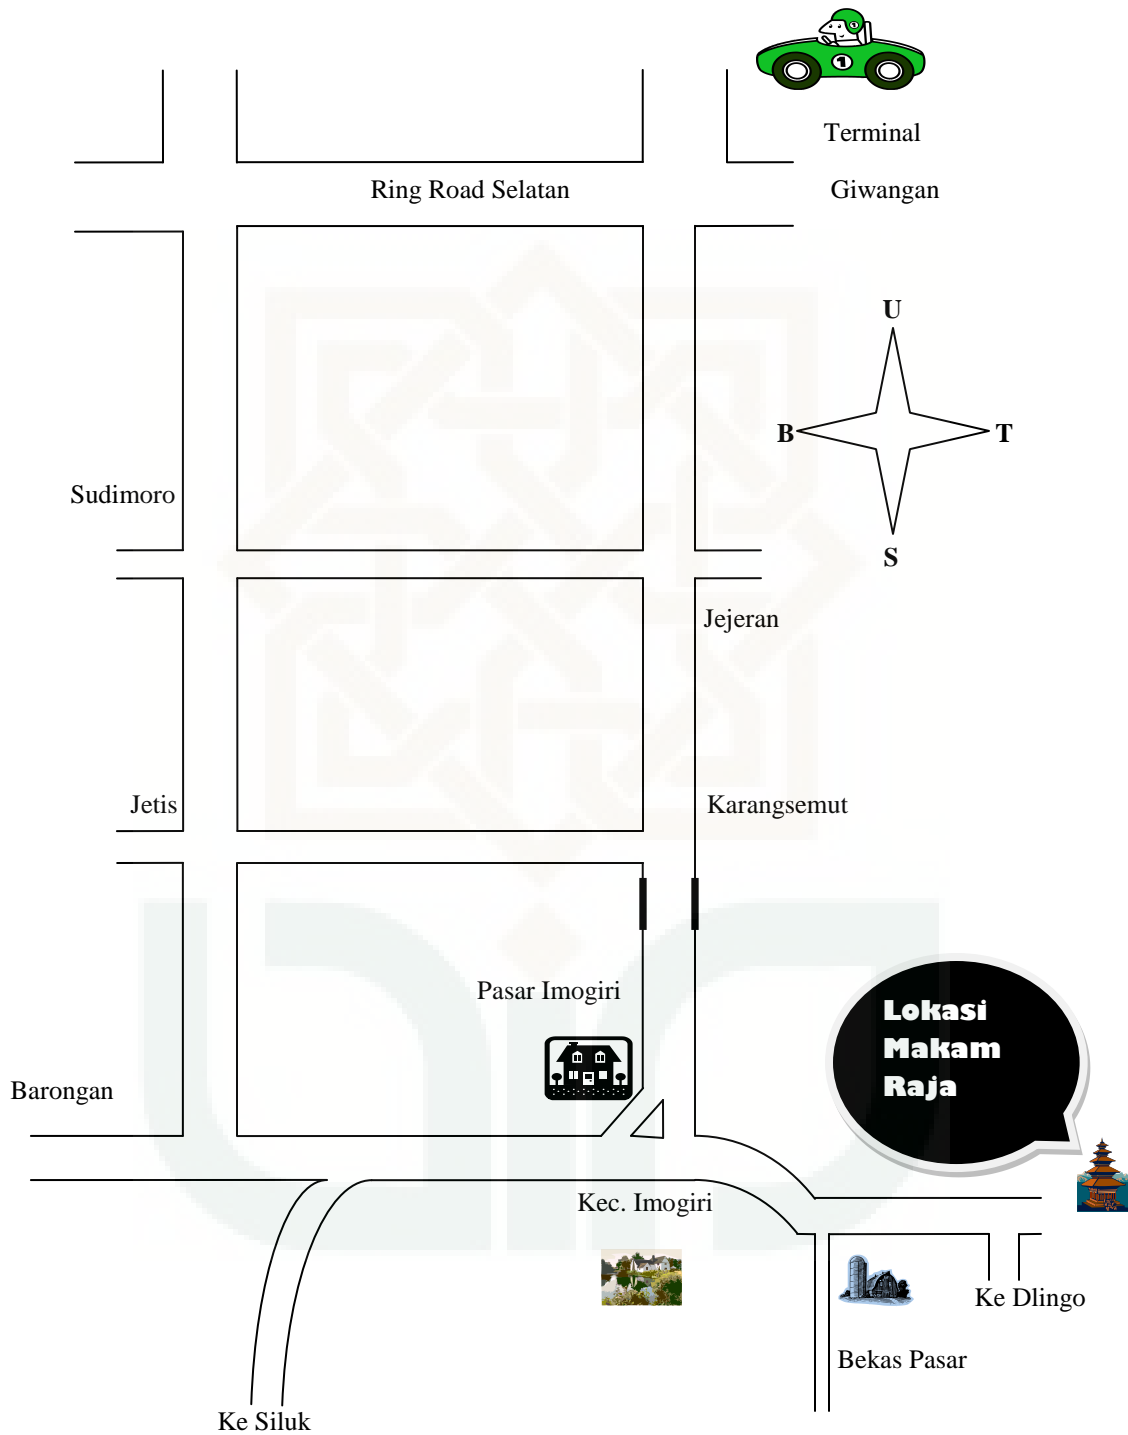 Terminal
Giwangan
Ring Road Selatan
U
B
T
S
Sudimoro
Jejeran
Jetis
Karangsemut
Pasar Imogiri
Lokasi
Makam
Raja
Barongan
Kec. Imogiri
Ke Dlingo
Bekas Pasar
Ke Siluk